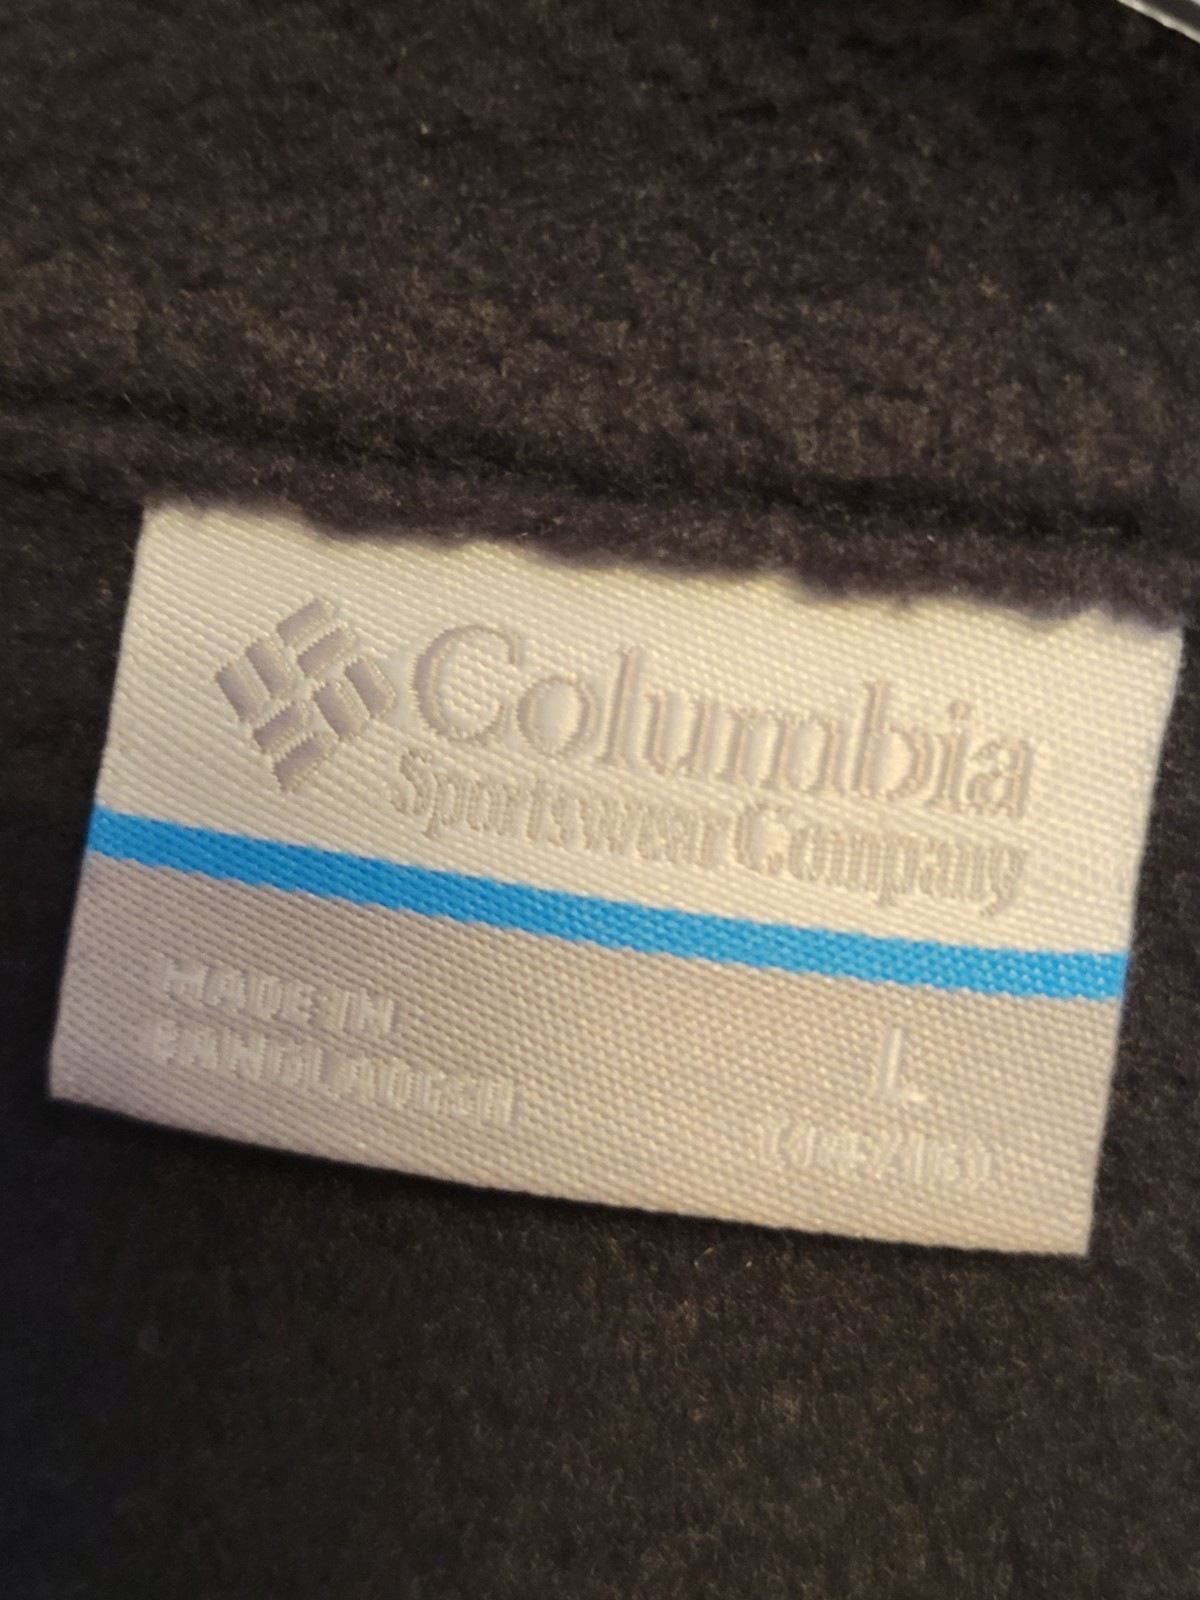 Columbia
Sportswear Company
MADE IN
BANGLADESH
L